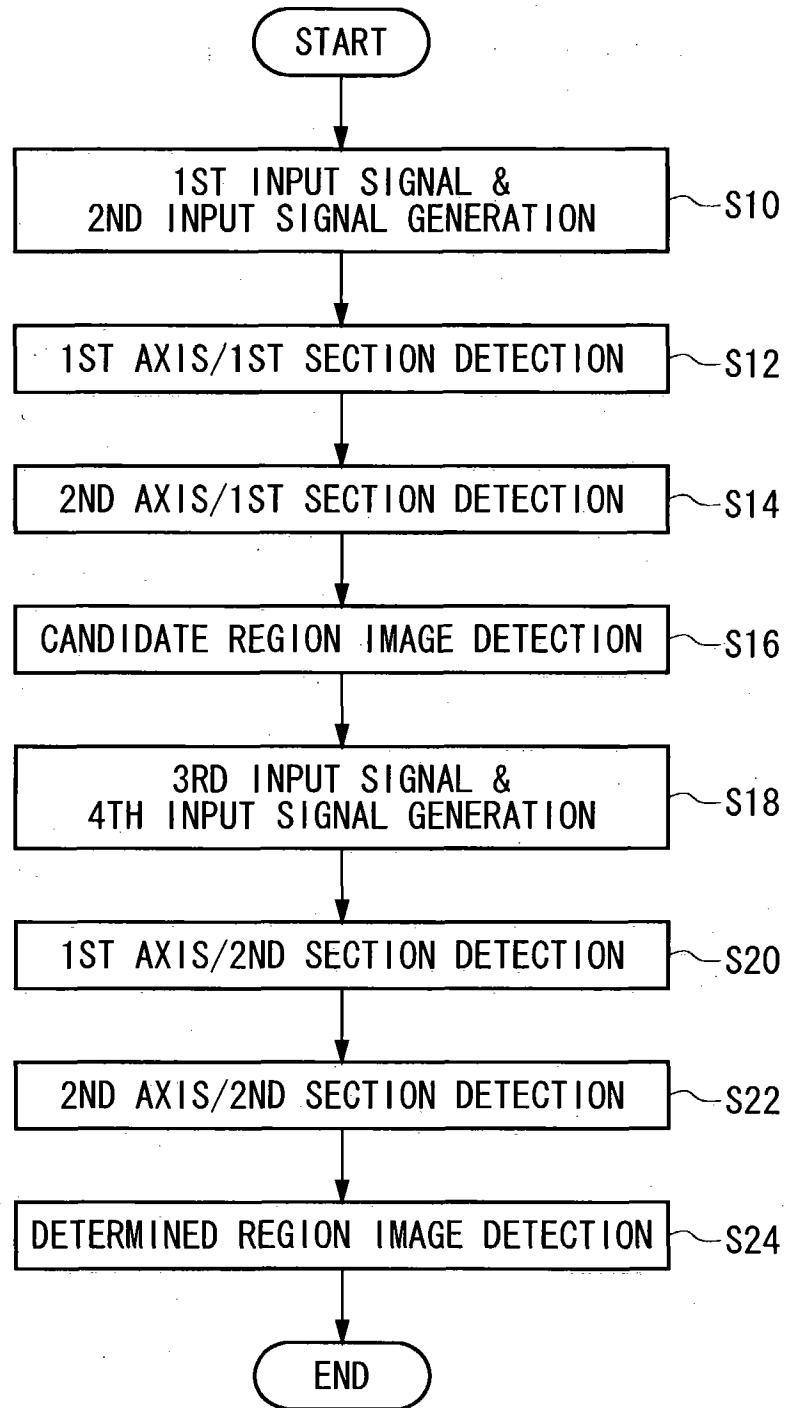 START
1ST INPUT SIGNAL &
2ND INPUT SIGNAL GENERATION
S10
1ST AXIS/1ST SECTION DETECTION
S12
2ND AXIS/1ST SECTION DETECTION
S14
CANDIDATE REGION IMAGE DETECTION
S16
3RD INPUT SIGNAL &
4TH INPUT SIGNAL GENERATION
S18
1ST AXIS/2ND SECTION DETECTION
S20
2ND AXIS/2ND SECTION DETECTION
S22
DETERMINED REGION IMAGE DETECTION
S24
END